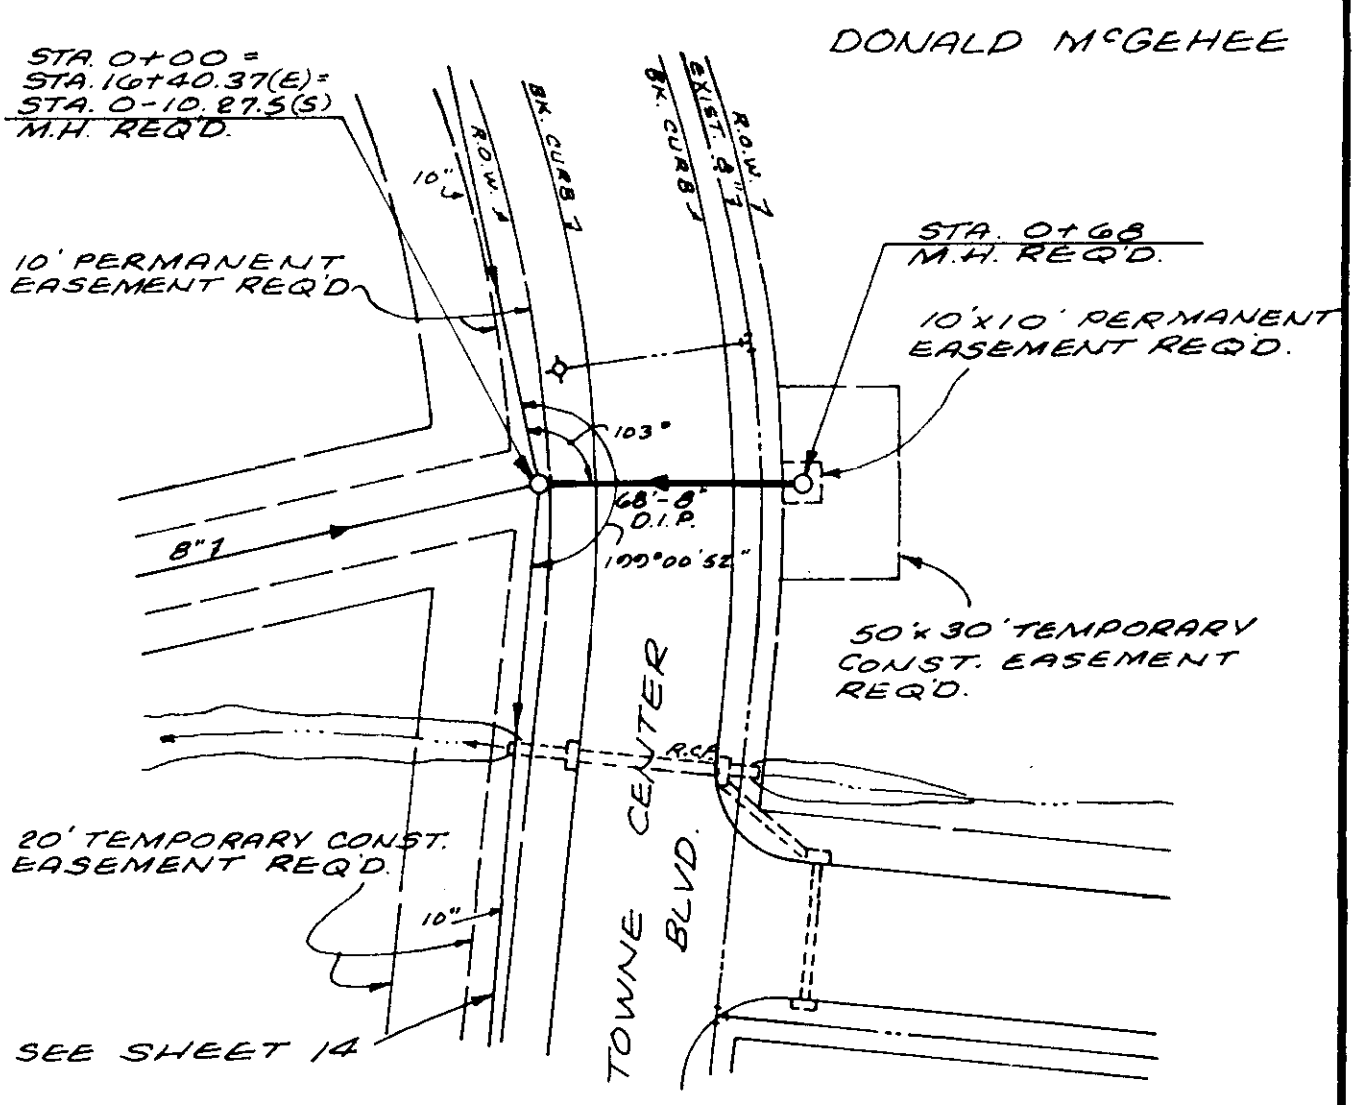 DONALD McGEHEE
STA. 0+00 =
STA. 16+40.37(E)=
STA. 0-10.27.5(S)
M.H. REQ'D.
BK. CURB
R.O.W.
10"
BK. CURB
EXIST. 8"
R.O.W.
10' PERMANENT
EASEMENT REQ'D
STA. 0+68
M.H. REQ'D.
10'x10' PERMANENT
EASEMENT REQ'D.
103°
68'-8"
D.I.P.
199°00'52"
8"
50'x30' TEMPORARY
CONST. EASEMENT
REQ'D.
R.C.P.
20' TEMPORARY CONST.
EASEMENT REQ'D.
10"
TOWNE CENTER
BLVD.
SEE SHEET 14